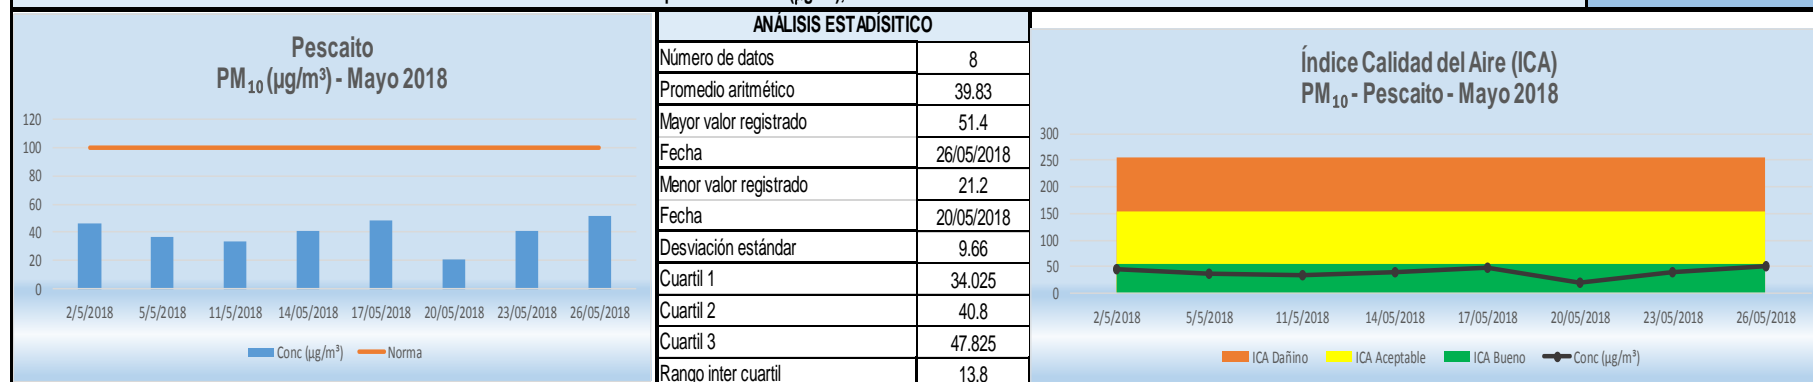 Pescaito
PM₁₀ (µg/m³) - Mayo 2018
120
100
80
60
40
20
0
2/5/2018 5/5/2018 11/5/2018 14/05/2018 17/05/2018 20/05/2018 23/05/2018 26/05/2018
Conc (µg/m³) Norma
ANÁLISIS ESTADÍSITICO
Número de datos 8
Promedio aritmético 39.83
Mayor valor registrado 51.4
Fecha 26/05/2018
Menor valor registrado 21.2
Fecha 20/05/2018
Desviación estándar 9.66
Cuartil 1 34.025
Cuartil 2 40.8
Cuartil 3 47.825
Rango inter cuartil 13.8
Índice Calidad del Aire (ICA)
PM₁₀ - Pescaito - Mayo 2018
300
250
200
150
100
50
0
2/5/2018 5/5/2018 11/5/2018 14/05/2018 17/05/2018 20/05/2018 23/05/2018 26/05/2018
ICA Dañino ICA Aceptable ICA Bueno Conc (µg/m³)